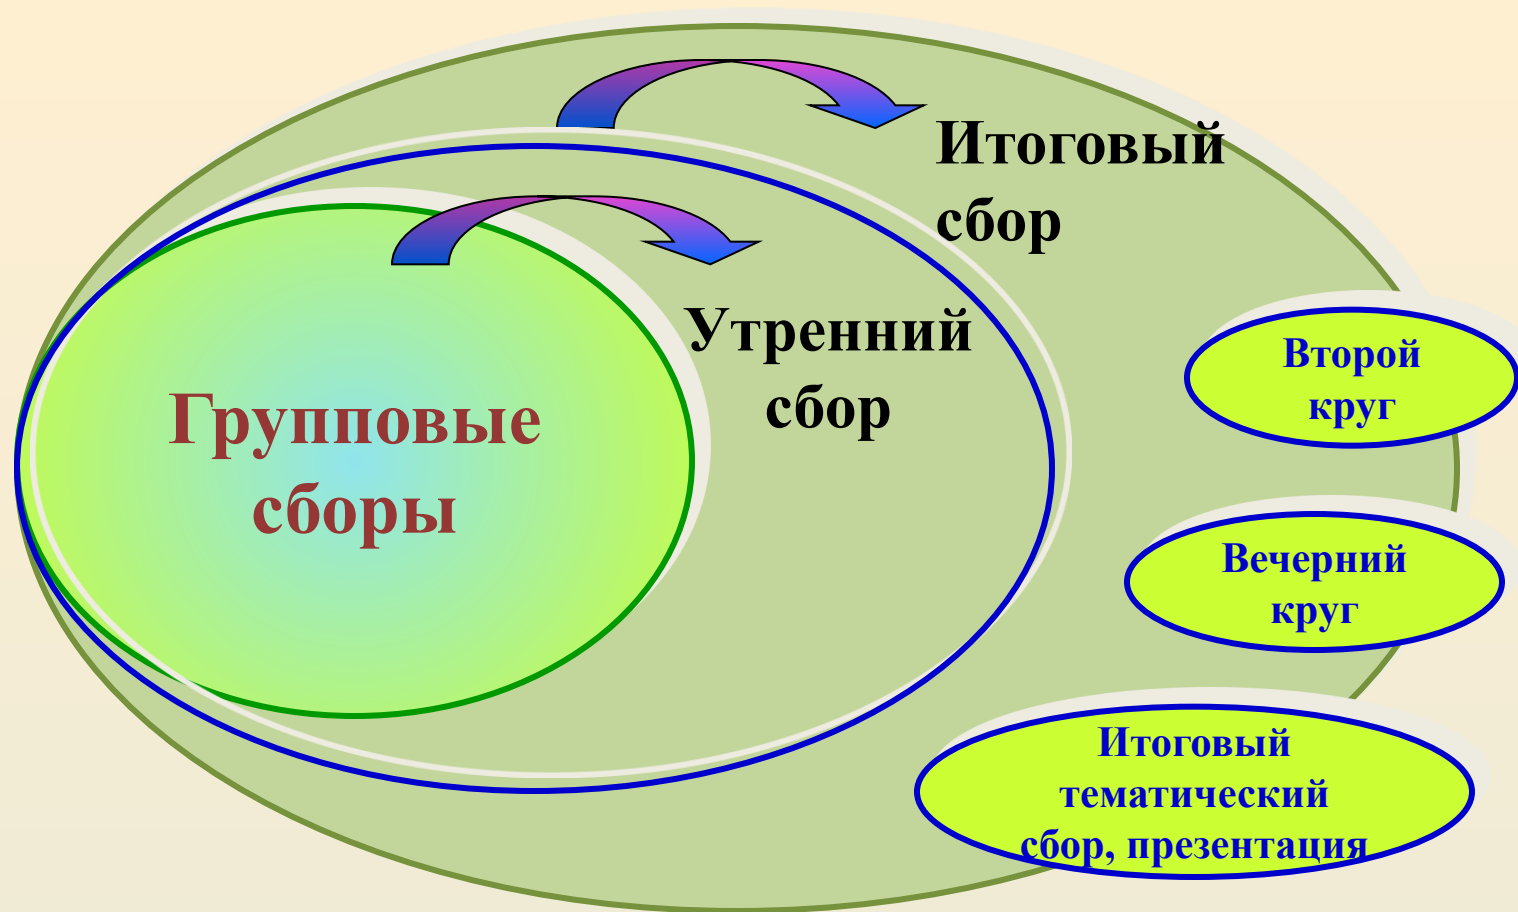 Итоговый
сбор
Утренний
сбор
Групповые
сборы
Второй
круг
Вечерний
круг
Итоговый
тематический
сбор, презентация